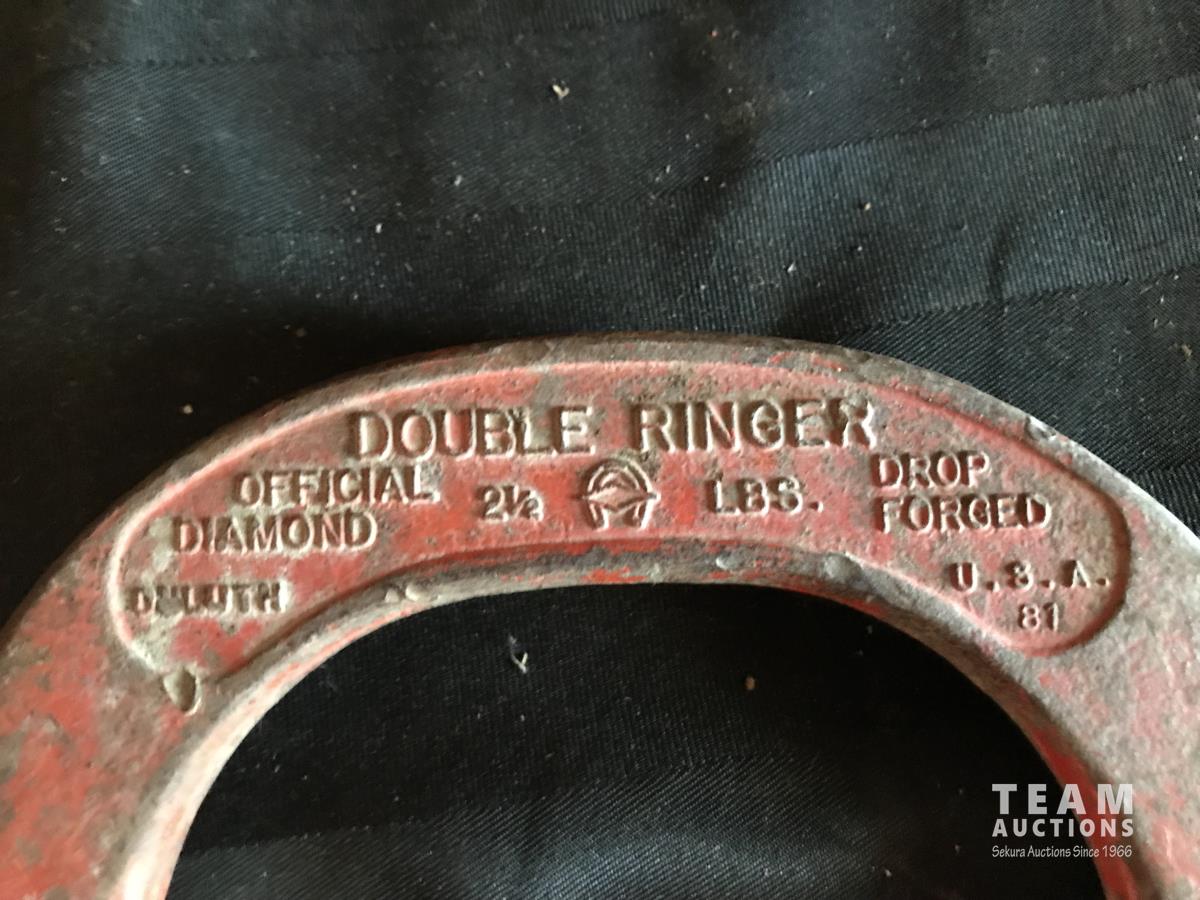 DOUBLE RINGER
OFFICIAL
DIAMOND
2½ LBS.
DROP
FORGED
DULUTH
U.S.A.
81
TEAM
AUCTIONS
Sekura Auctions Since 1966